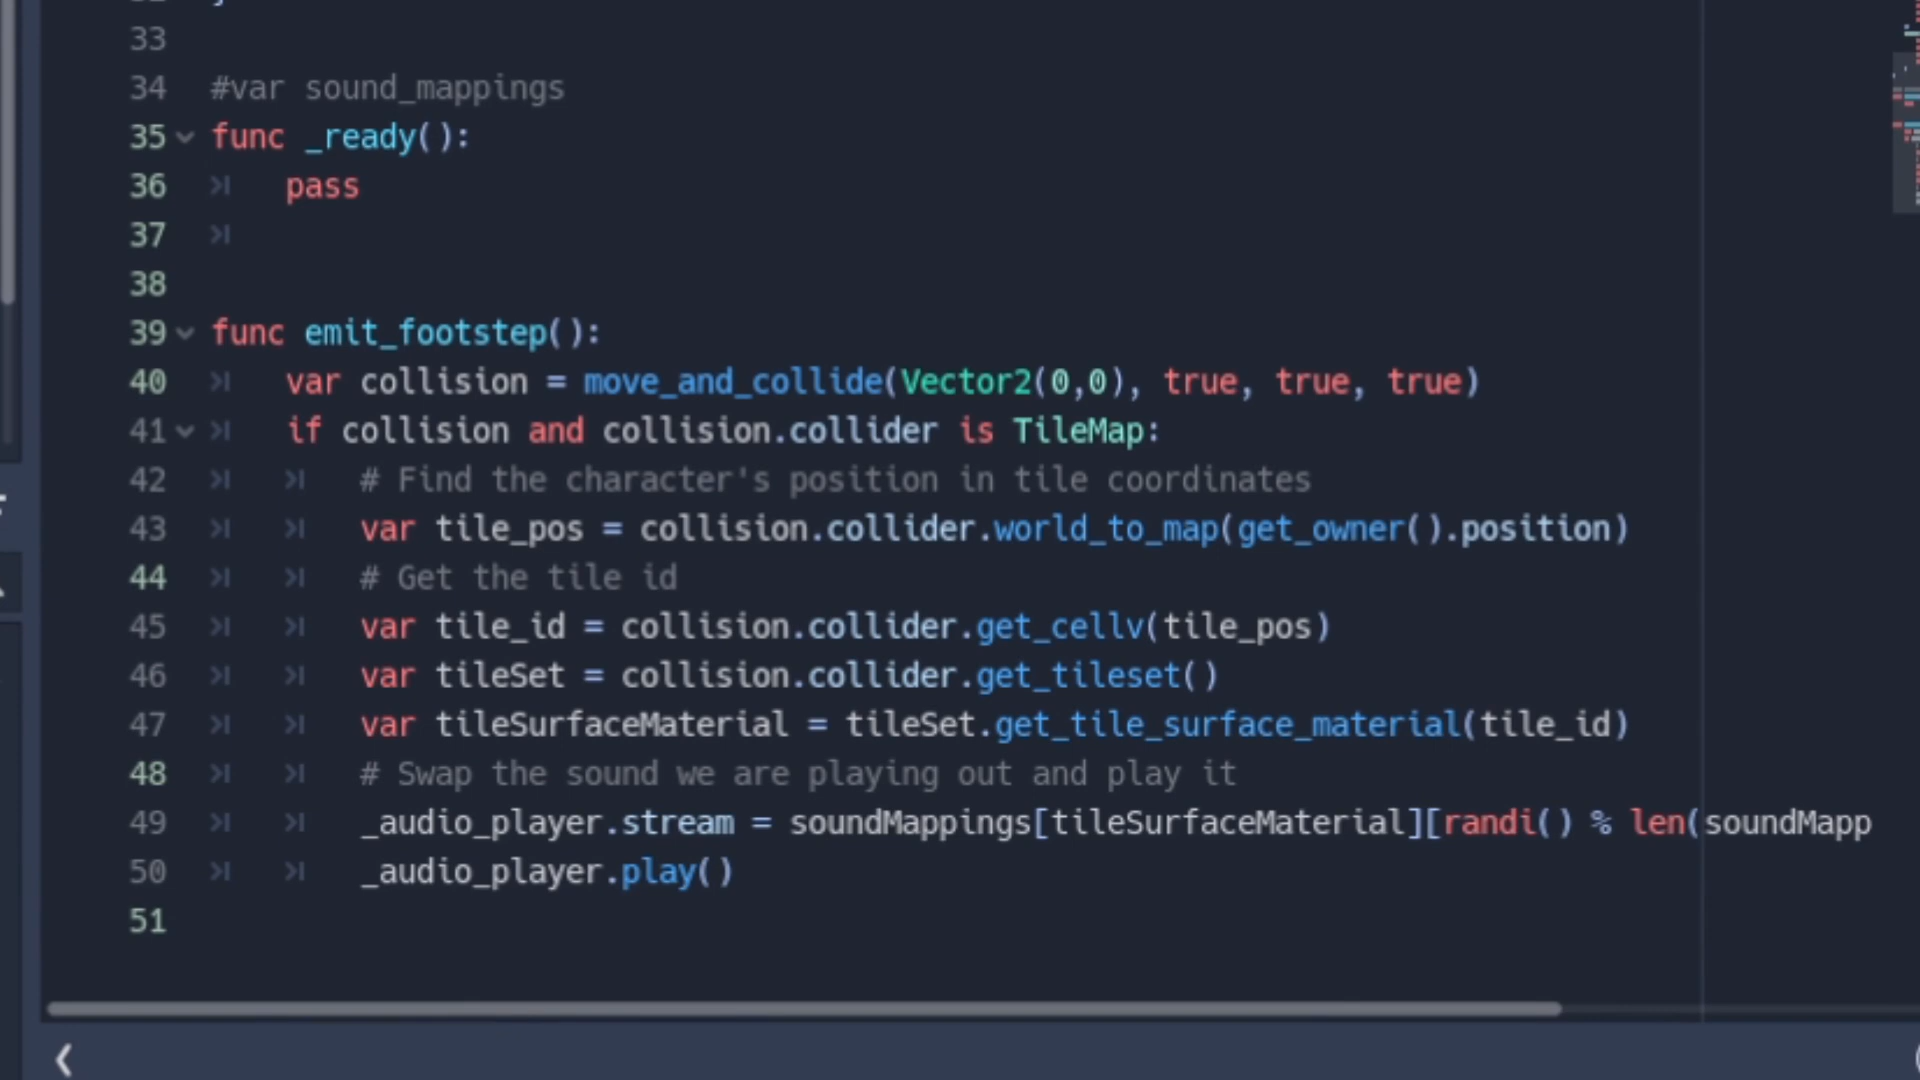 33
34 #var sound_mappings
35 func _ready():
36 pass
37
38
39 func emit_footstep():
40 var collision = move_and_collide(Vector2(0,0), true, true, true)
41 if collision and collision.collider is TileMap:
42 # Find the character's position in tile coordinates
43 var tile_pos = collision.collider.world_to_map(get_owner().position)
44 # Get the tile id
45 var tile_id = collision.collider.get_cellv(tile_pos)
46 var tileSet = collision.collider.get_tileset()
47 var tileSurfaceMaterial = tileSet.get_tile_surface_material(tile_id)
48 # Swap the sound we are playing out and play it
49 _audio_player.stream = soundMappings[tileSurfaceMaterial][randi() % len(soundMapp
50 _audio_player.play()
51